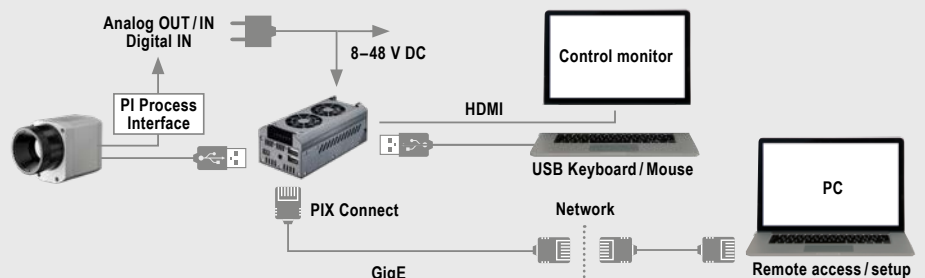 Analog OUT / IN
Digital IN
8–48 V DC
Control monitor
PI Process
Interface
HDMI
USB Keyboard / Mouse
PC
PIX Connect
Network
GigE
Remote access / setup